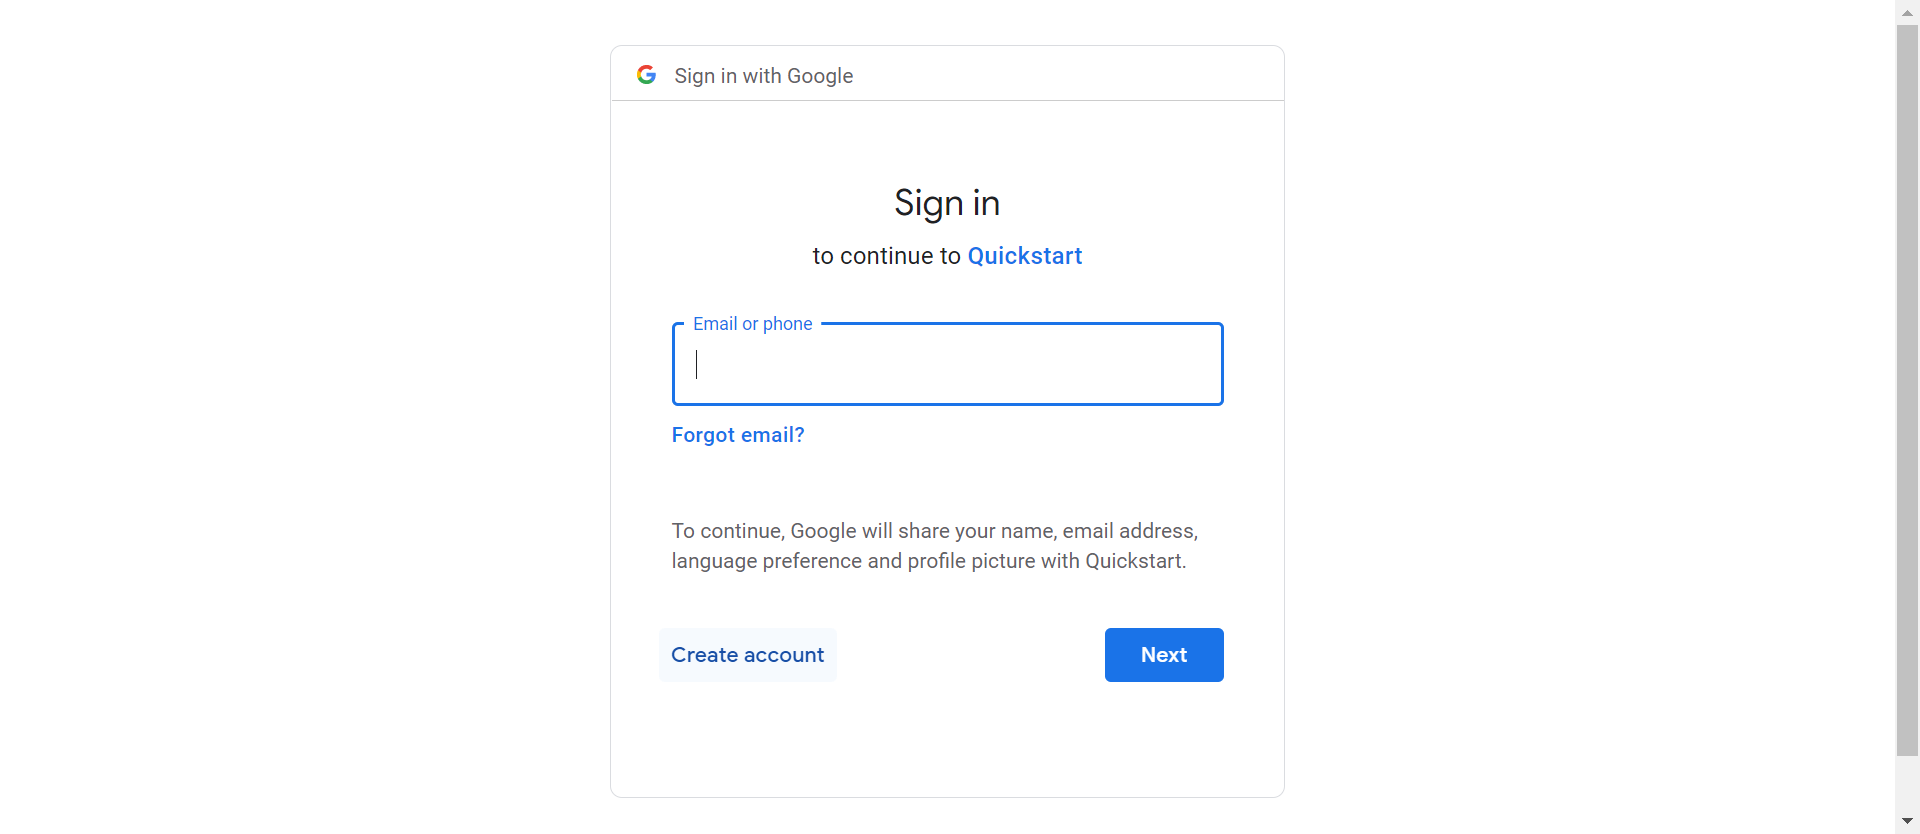 Sign in with Google
Sign in
to continue to Quickstart
Email or phone
Forgot email?
To continue, Google will share your name, email address,
language preference and profile picture with Quickstart.
Create account
Next